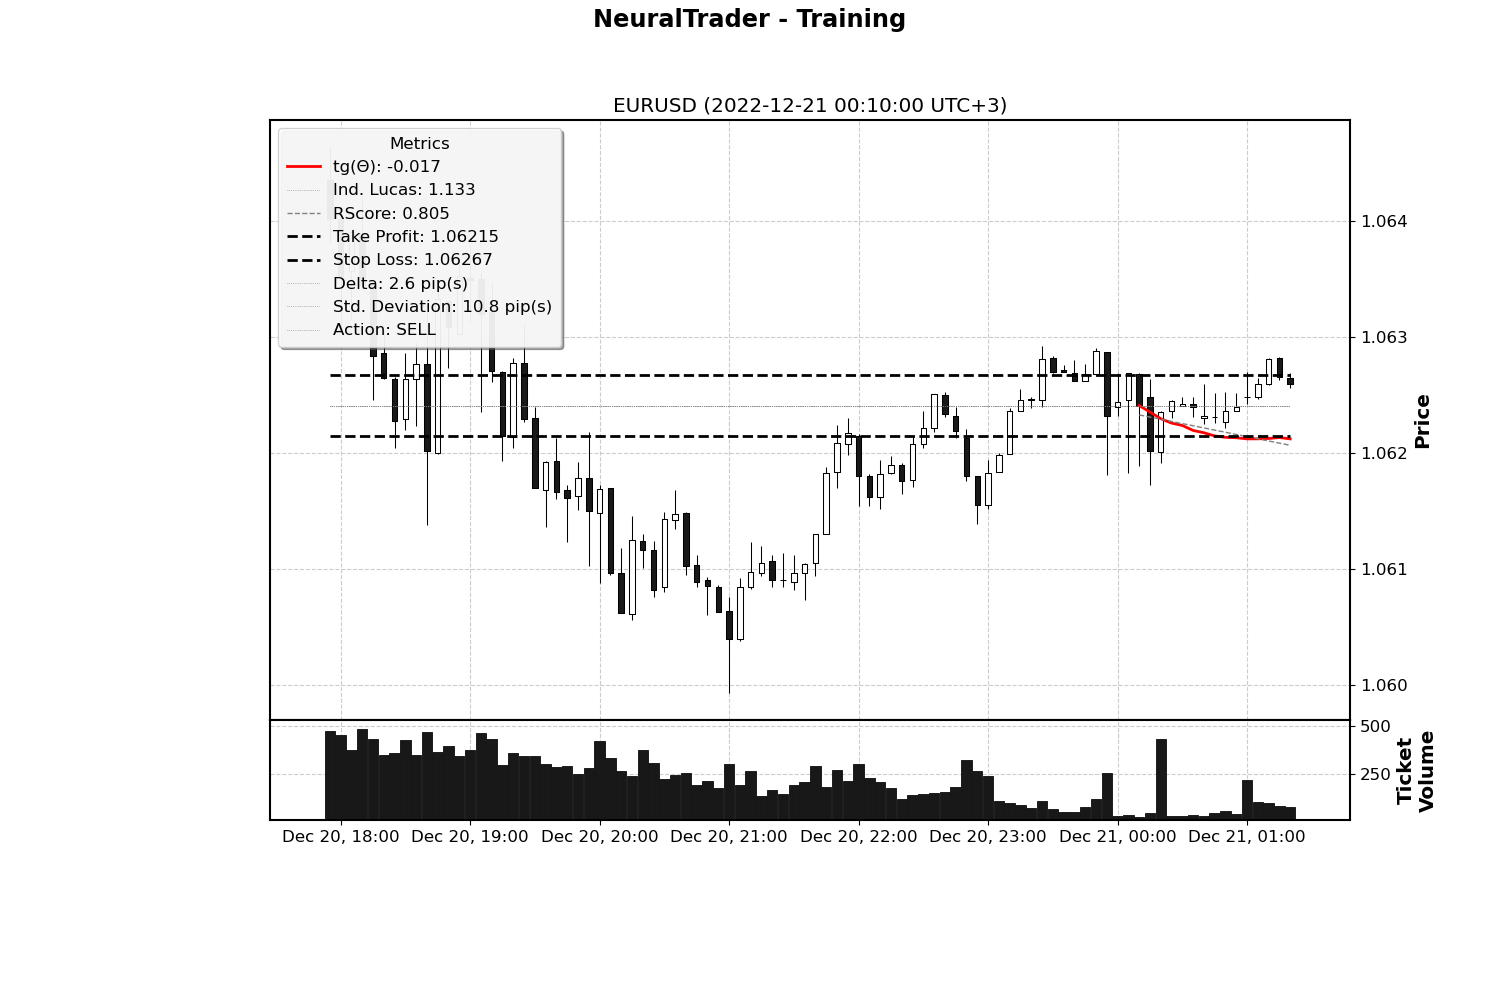 NeuralTrader - Training
EURUSD (2022-12-21 00:10:00 UTC+3)
Metrics
tg(Θ): -0.017
Ind. Lucas: 1.133
RScore: 0.805
Take Profit: 1.06215
Stop Loss: 1.06267
Delta: 2.6 pip(s)
Std. Deviation: 10.8 pip(s)
Action: SELL
1.064
1.063
1.062
1.061
1.060
Price
500
250
Ticket
Volume
Dec 20, 18:00 Dec 20, 19:00 Dec 20, 20:00 Dec 20, 21:00 Dec 20, 22:00 Dec 20, 23:00 Dec 21, 00:00 Dec 21, 01:00